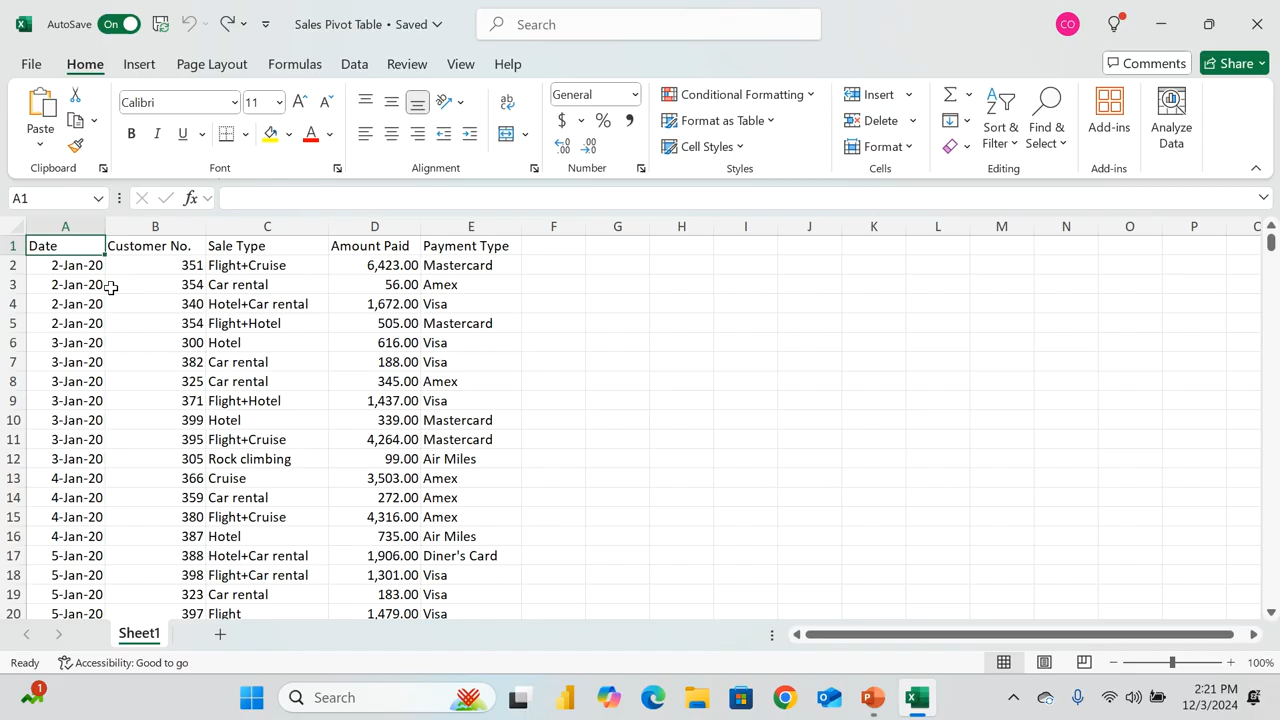 AutoSave On Sales Pivot Table • Saved Search CO
File Home Insert Page Layout Formulas Data Review View Help Comments Share
Calibri 11 General Conditional Formatting Insert
Paste Format as Table Delete Sort & Find & Add-ins Analyze
B I U A $ % Cell Styles Format Filter Select Data
Clipboard Font Alignment Number Styles Cells Editing Add-ins
A1 fx
A B C D E F G H I J K L M N O P C
1 Date Customer No. Sale Type Amount Paid Payment Type
2 2-Jan-20 351 Flight+Cruise 6,423.00 Mastercard
3 2-Jan-20 354 Car rental 56.00 Amex
4 2-Jan-20 340 Hotel+Car rental 1,672.00 Visa
5 2-Jan-20 354 Flight+Hotel 505.00 Mastercard
6 3-Jan-20 300 Hotel 616.00 Visa
7 3-Jan-20 382 Car rental 188.00 Visa
8 3-Jan-20 325 Car rental 345.00 Amex
9 3-Jan-20 371 Flight+Hotel 1,437.00 Visa
10 3-Jan-20 399 Hotel 339.00 Mastercard
11 3-Jan-20 395 Flight+Cruise 4,264.00 Mastercard
12 3-Jan-20 305 Rock climbing 99.00 Air Miles
13 4-Jan-20 366 Cruise 3,503.00 Amex
14 4-Jan-20 359 Car rental 272.00 Amex
15 4-Jan-20 380 Flight+Cruise 4,316.00 Amex
16 4-Jan-20 387 Hotel 735.00 Air Miles
17 5-Jan-20 388 Hotel+Car rental 1,906.00 Diner's Card
18 5-Jan-20 398 Flight+Car rental 1,301.00 Visa
19 5-Jan-20 323 Car rental 183.00 Visa
20 5-Jan-20 397 Flight 1,479.00 Visa
Sheet1
Ready Accessibility: Good to go 100%
1 Search 2:21 PM
12/3/2024